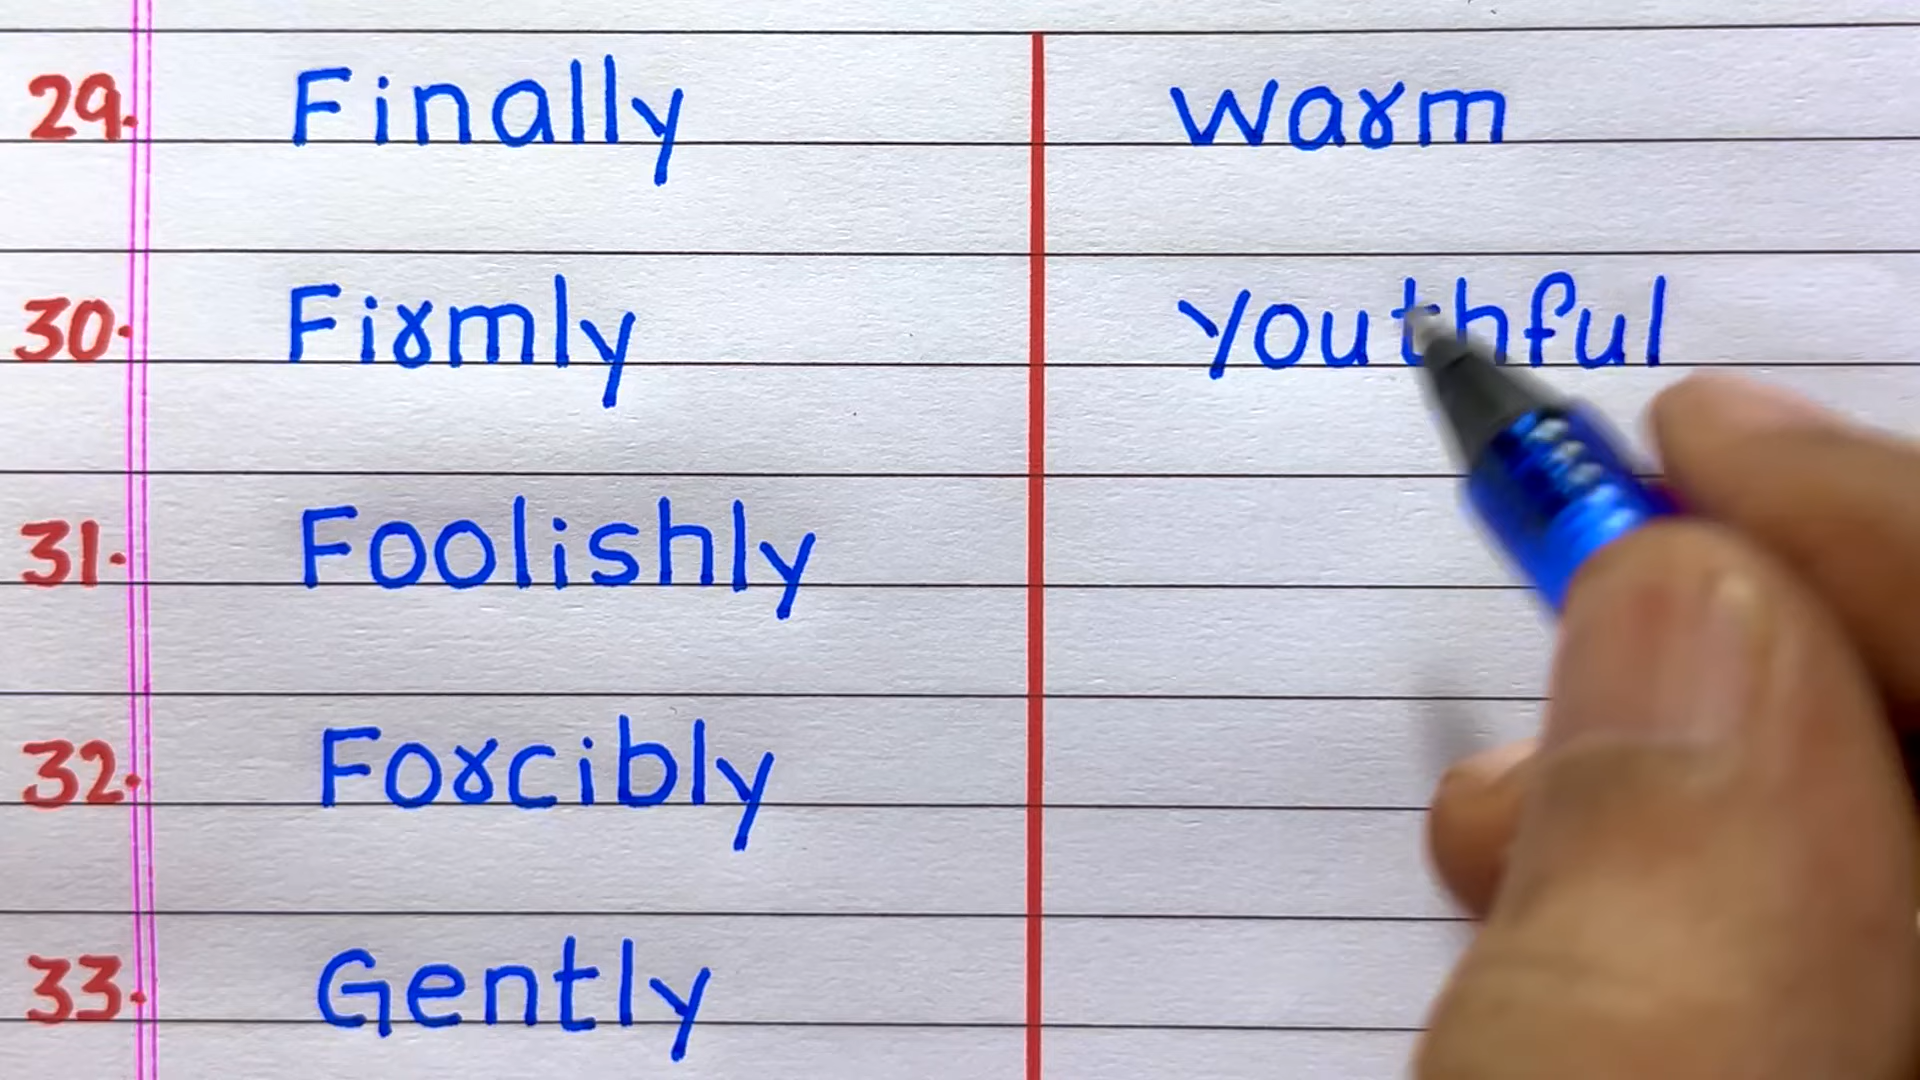 29. Finally warm
30. Firmly youthful
31. Foolishly
32. Forcibly
33. Gently